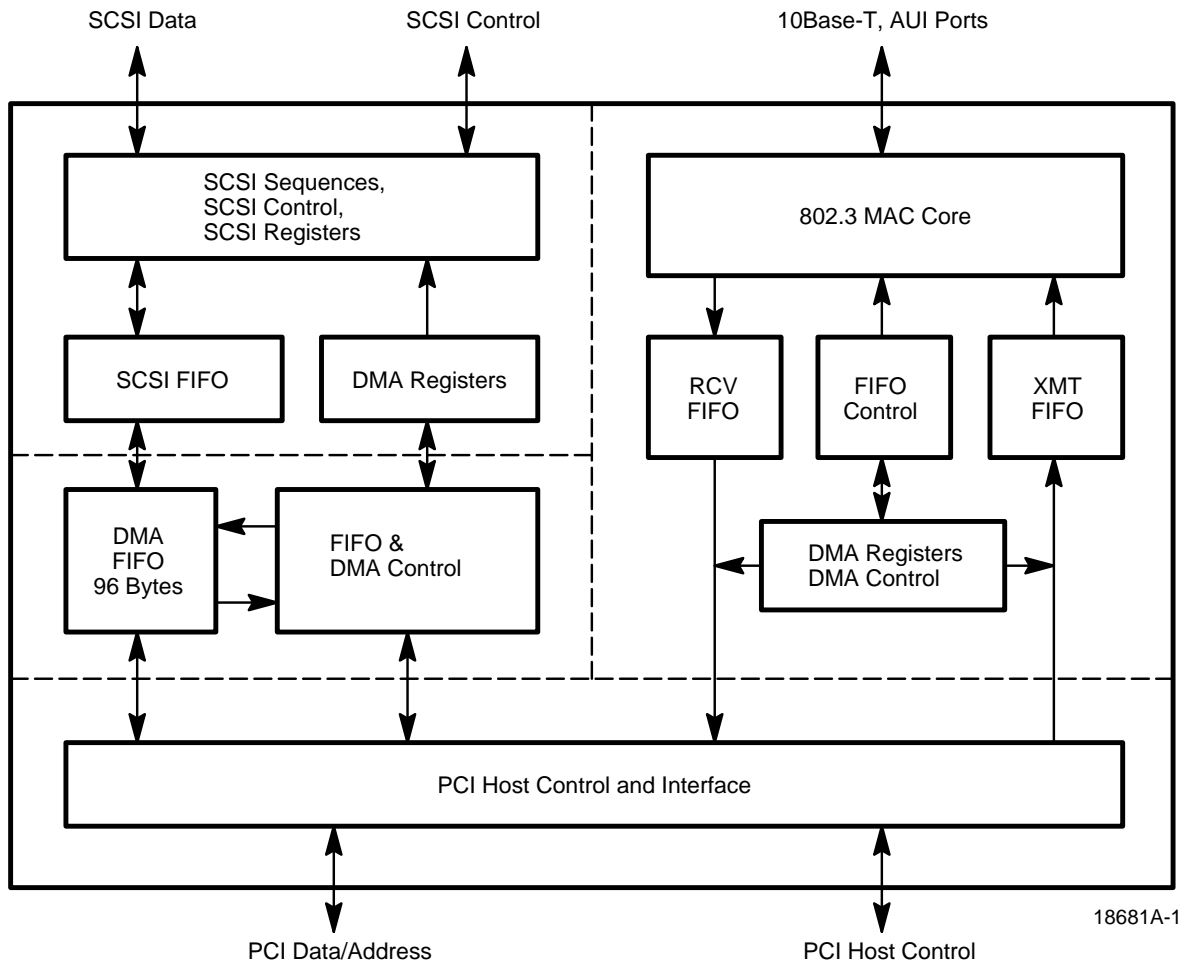 SCSI Data
SCSI Control
10Base-T, AUI Ports
SCSI Sequences,
SCSI Control,
SCSI Registers
802.3 MAC Core
SCSI FIFO
DMA Registers
RCV
FIFO
FIFO
Control
XMT
FIFO
DMA
FIFO
96 Bytes
FIFO &
DMA Control
DMA Registers
DMA Control
PCI Host Control and Interface
18681A-1
PCI Data/Address
PCI Host Control